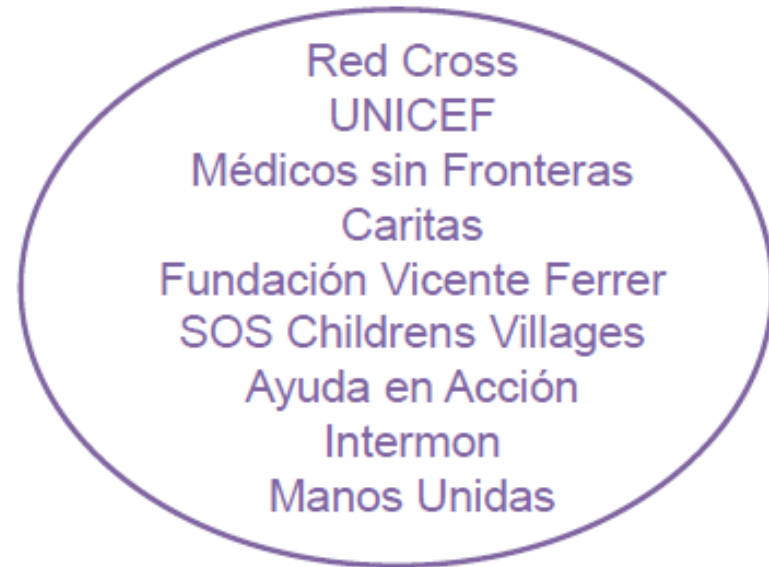 Red Cross
UNICEF
Médicos sin Fronteras
Caritas
Fundación Vicente Ferrer
SOS Childrens Villages
Ayuda en Acción
Intermon
Manos Unidas